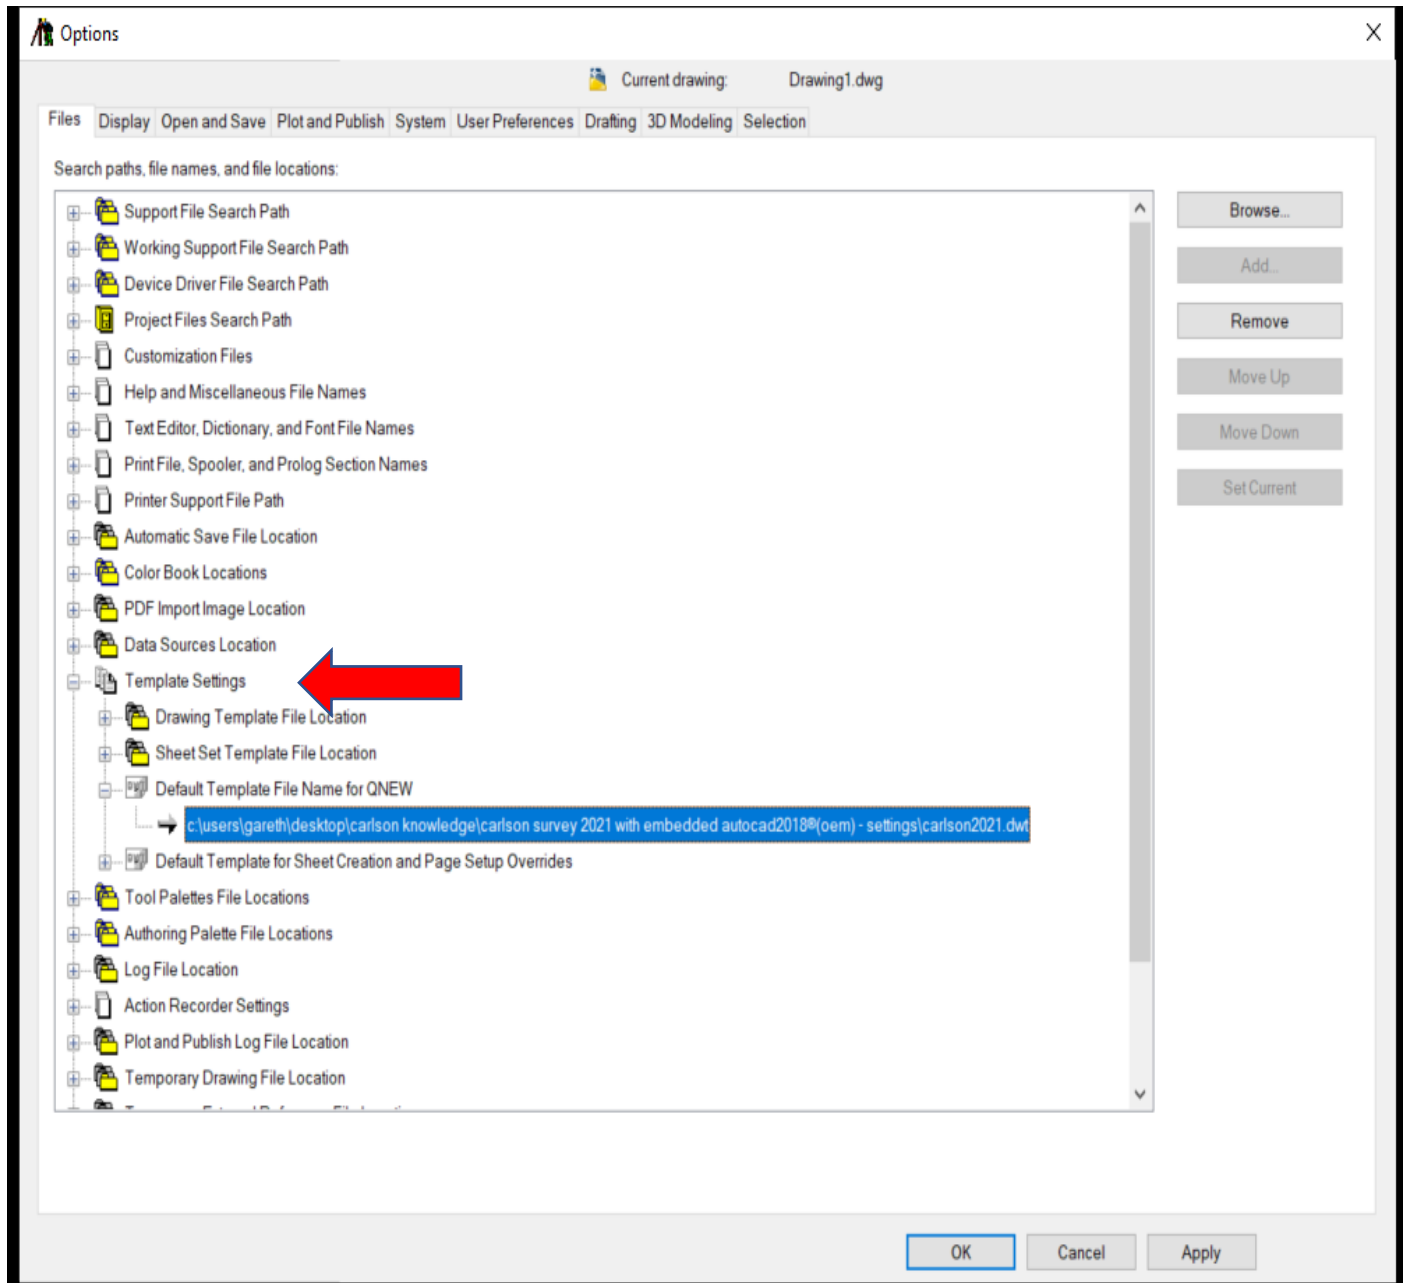 Options
Current drawing: Drawing1.dwg
Files Display Open and Save Plot and Publish System User Preferences Drafting 3D Modeling Selection
Search paths, file names, and file locations:
Support File Search Path
Working Support File Search Path
Device Driver File Search Path
Project Files Search Path
Customization Files
Help and Miscellaneous File Names
Text Editor, Dictionary, and Font File Names
Print File, Spooler, and Prolog Section Names
Printer Support File Path
Automatic Save File Location
Color Book Locations
PDF Import Image Location
Data Sources Location
Template Settings
Drawing Template File Location
Sheet Set Template File Location
Default Template File Name for QNEW
c:\users\gareth\desktop\carlson knowledge\carlson survey 2021 with embedded autocad2018®(oem) - settings\carlson2021.dwt
Default Template for Sheet Creation and Page Setup Overrides
Tool Palettes File Locations
Authoring Palette File Locations
Log File Location
Action Recorder Settings
Plot and Publish Log File Location
Temporary Drawing File Location
Browse...
Add...
Remove
Move Up
Move Down
Set Current
OK Cancel Apply